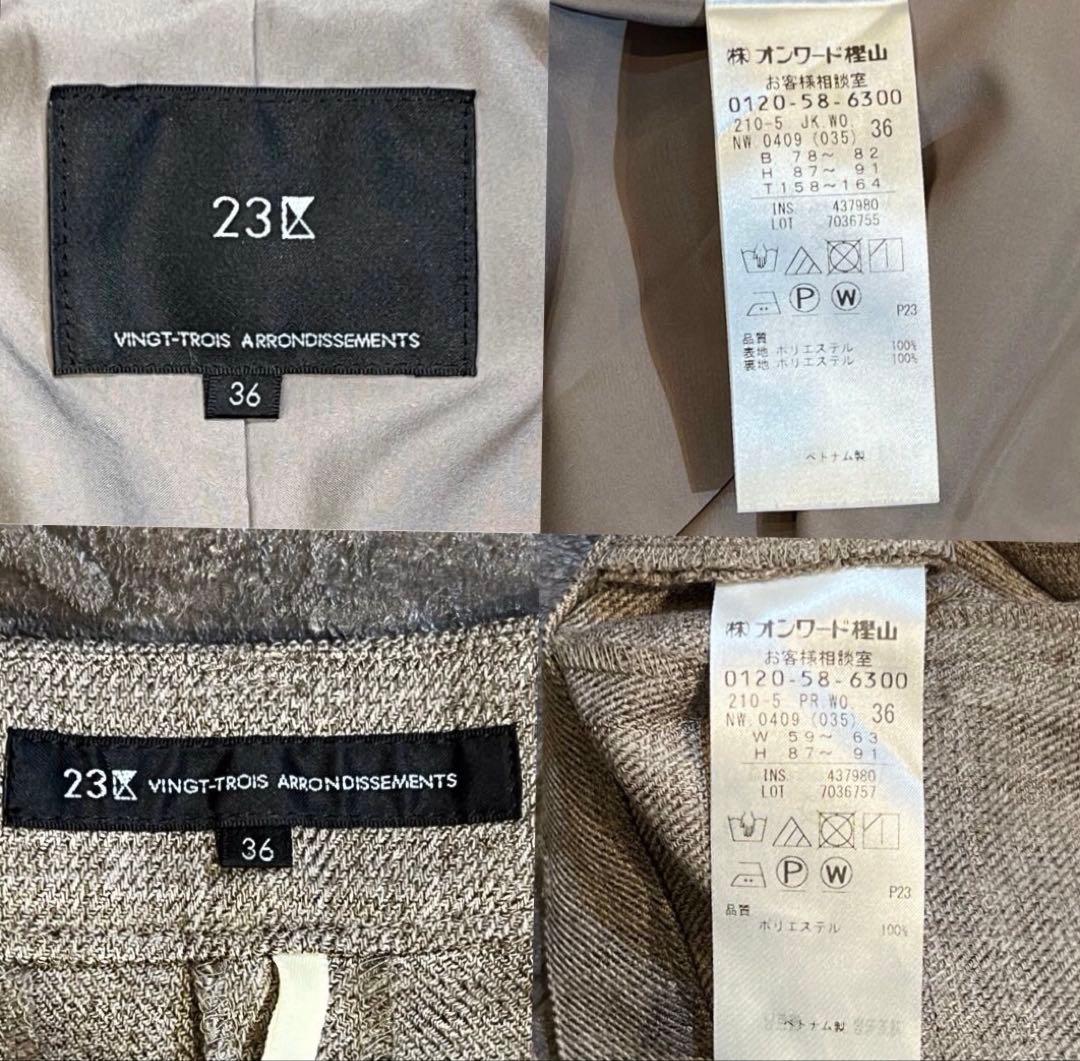 23区
VINGT-TROIS ARRONDISSEMENTS
36
㈱オンワード樫山
お客様相談室
0120-58-6300
210-5 JK.WO. 36
NW 0409 (035)
B 78～ 82
H 87～ 91
T158～164
INS 437980
LOT 7036755
P W
P23
品質
表地 ポリエステル 100%
裏地 ポリエステル 100%
ベトナム製
23区 VINGT-TROIS ARRONDISSEMENTS
36
㈱オンワード樫山
お客様相談室
0120-58-6300
210-5 PR.WO. 36
NW.0409 (035)
W 59～ 63
H 87～ 91
INS 437980
LOT 7036757
P W
P23
品質
ポリエステル 100%
ベトナム製